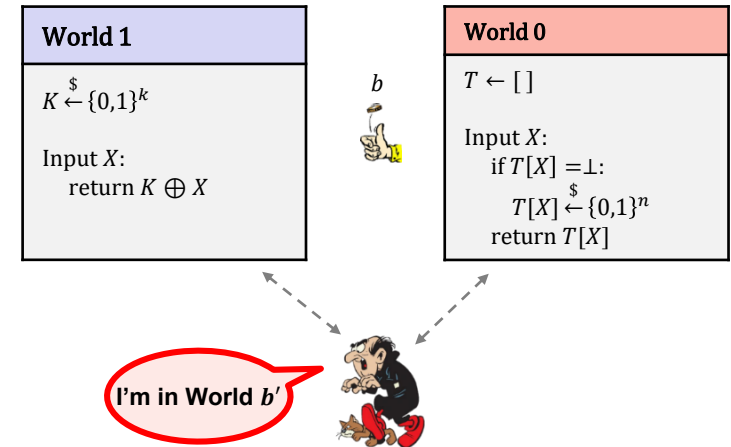 World 1
$
K ← {0,1}ᵏ
Input X:
return K ⊕ X
b
World 0
T ← [ ]
Input X:
if T[X] =⊥:
$
T[X] ← {0,1}ⁿ
return T[X]
I'm in World b′